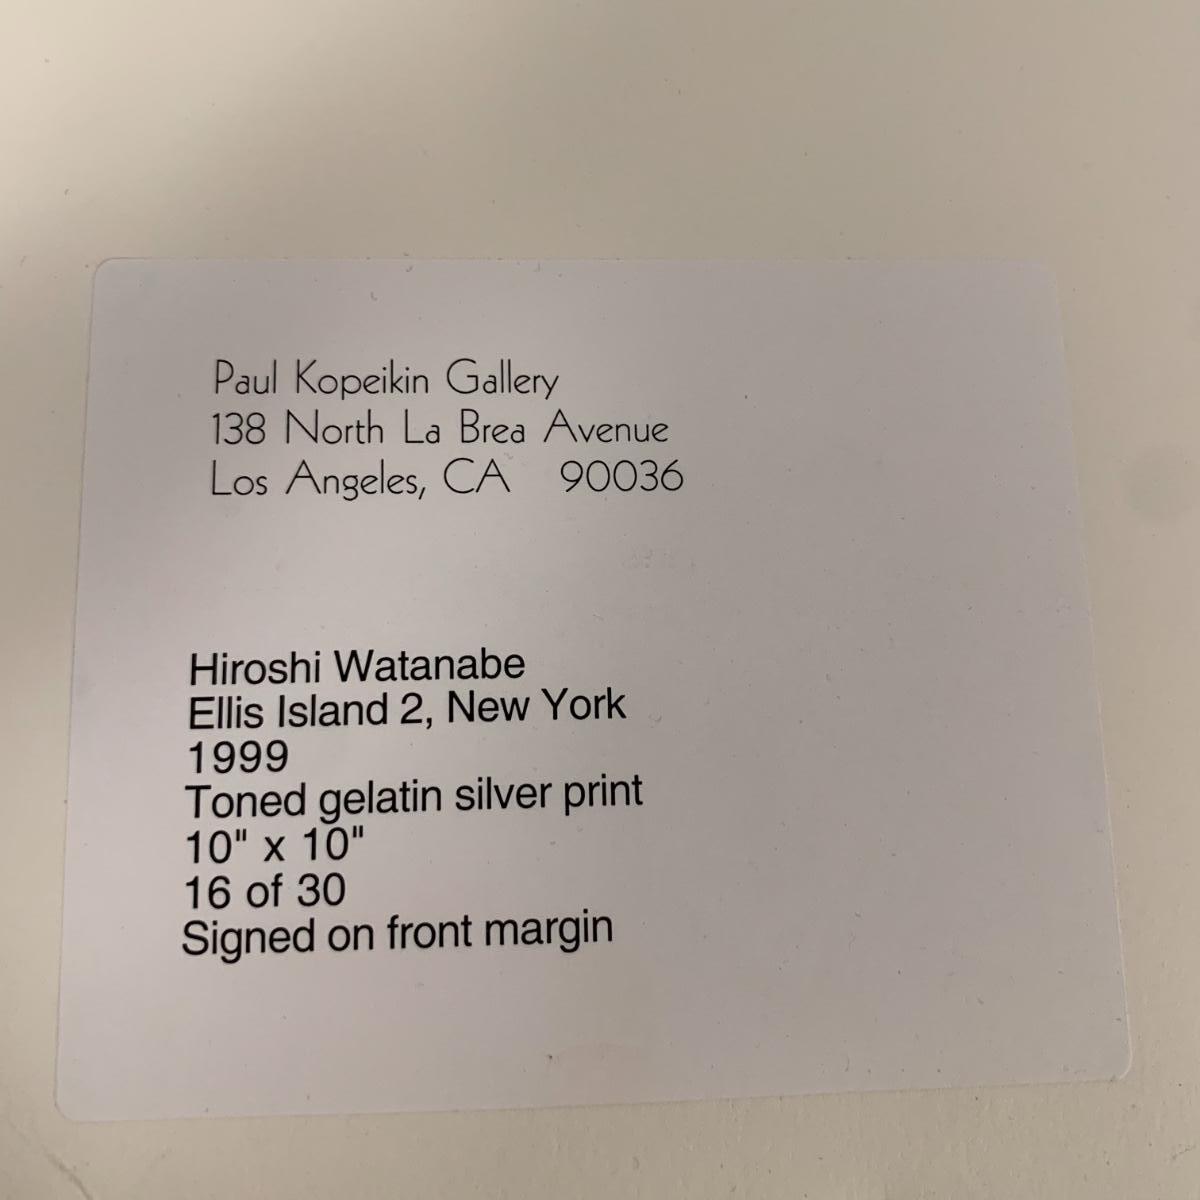 Paul Kopeikin Gallery
138 North La Brea Avenue
Los Angeles, CA 90036
Hiroshi Watanabe
Ellis Island 2, New York
1999
Toned gelatin silver print
10" x 10"
16 of 30
Signed on front margin